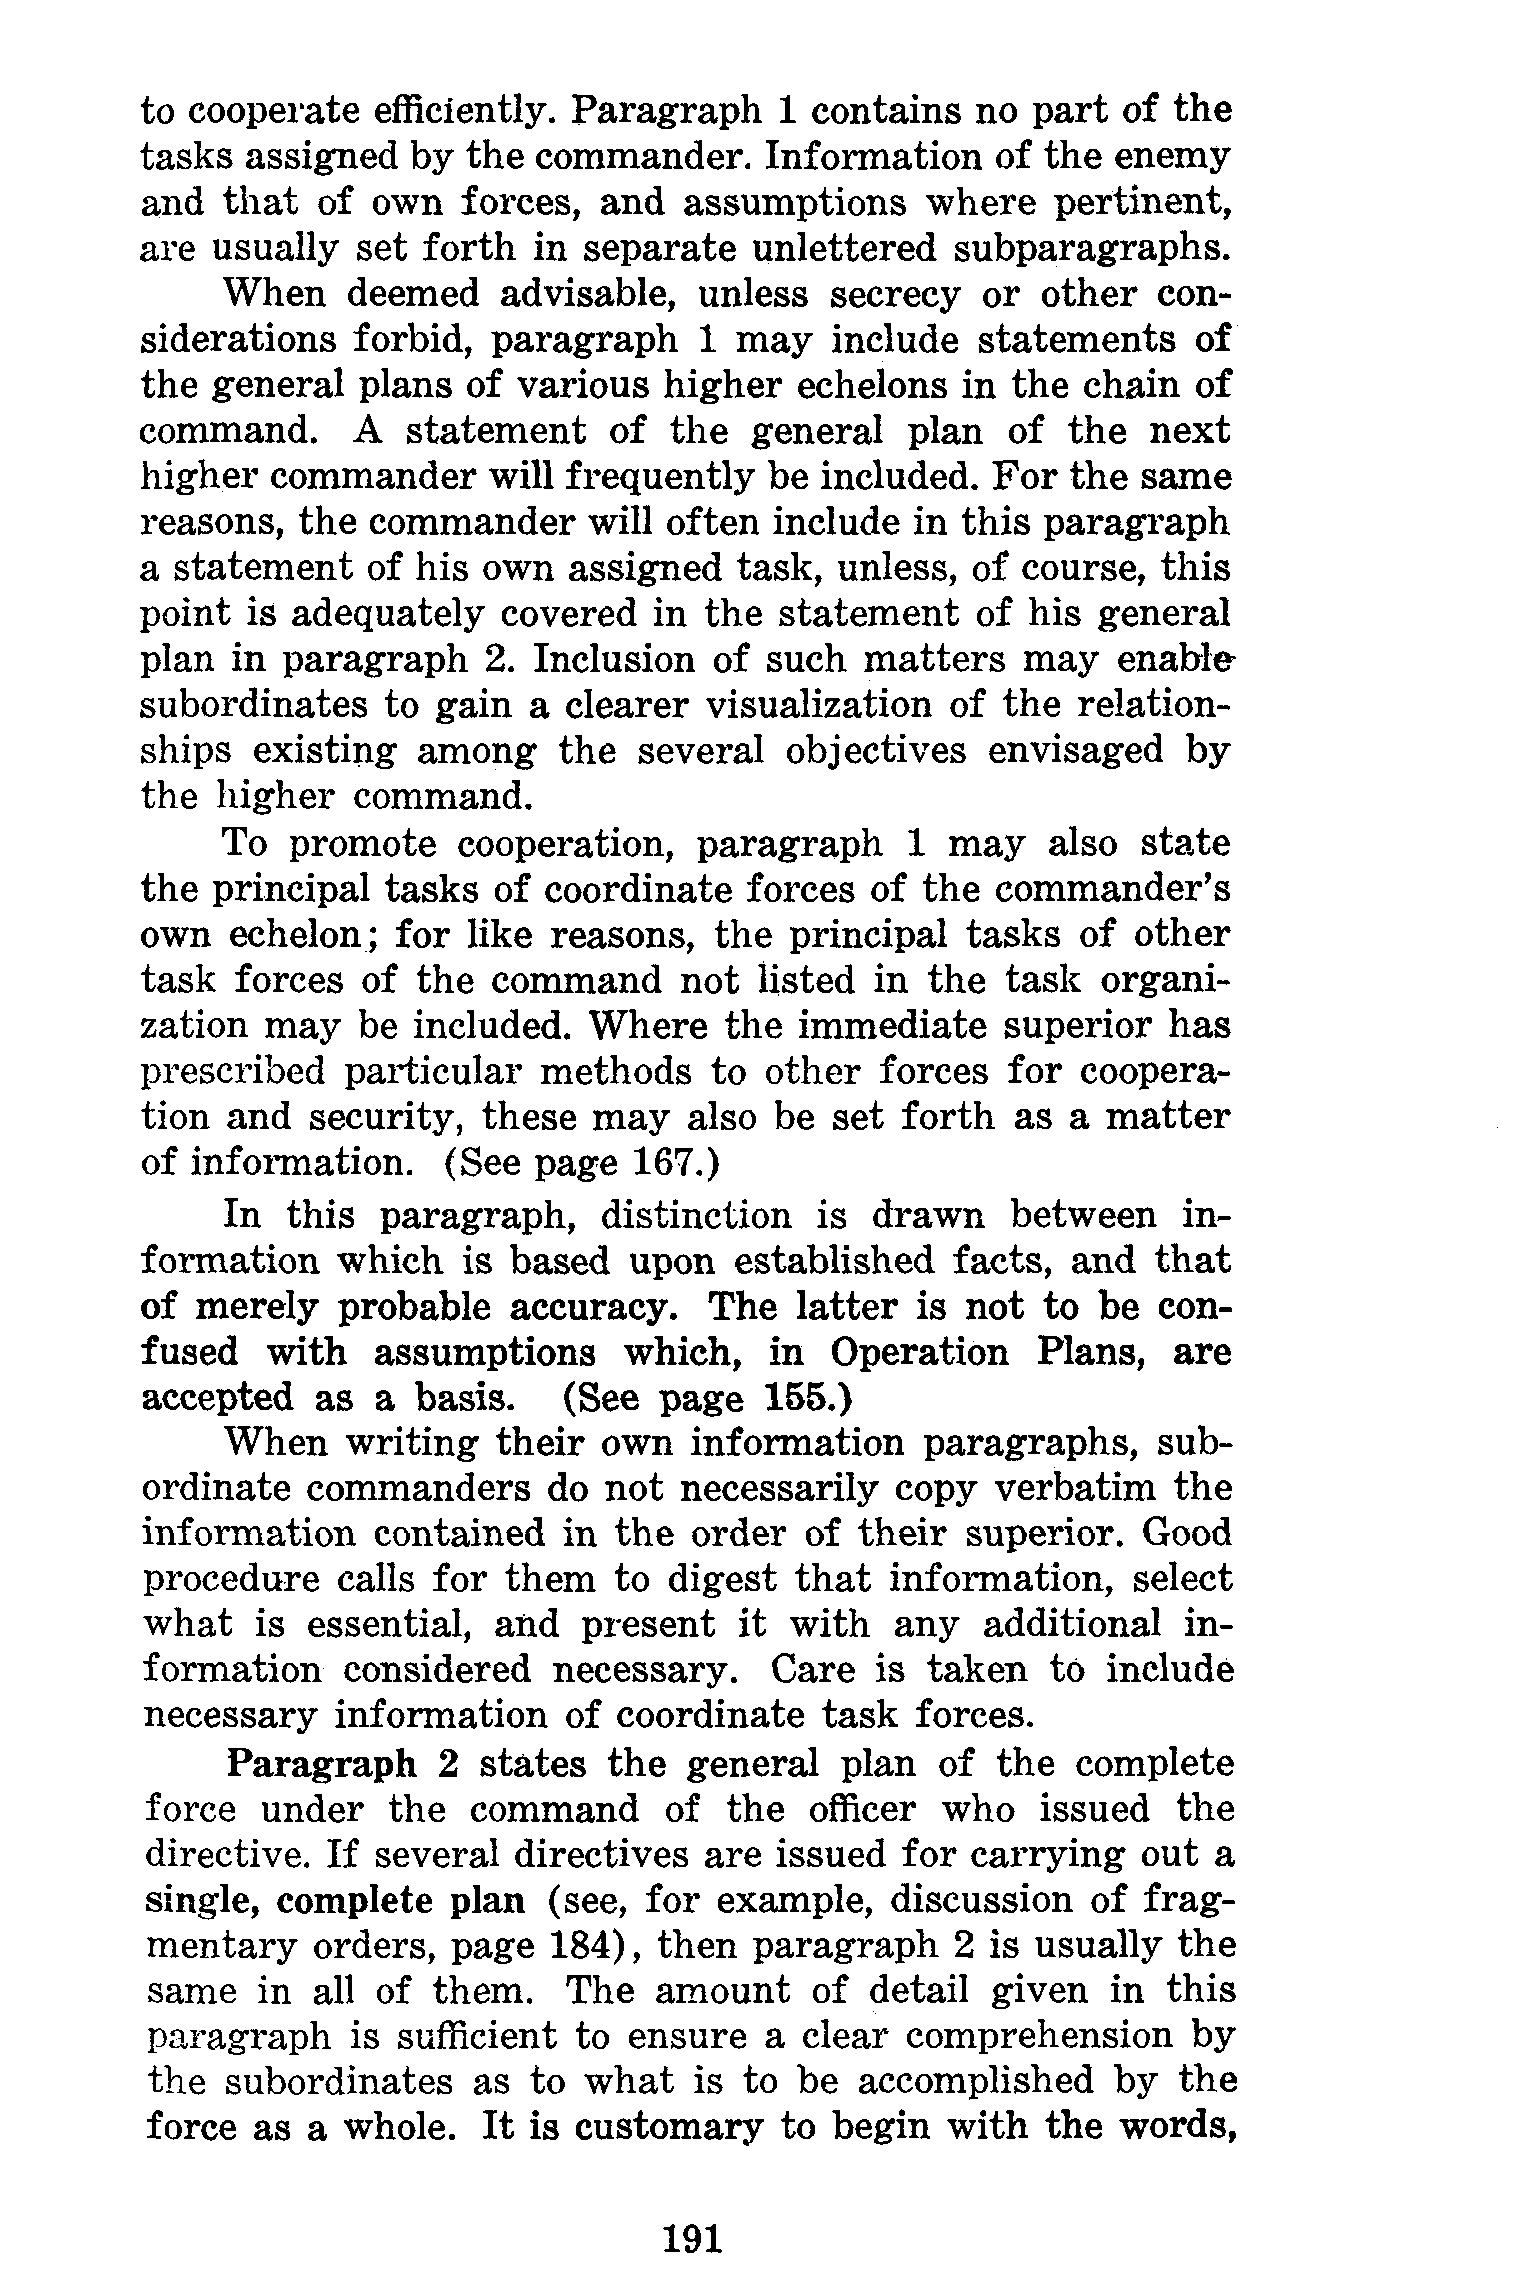 to cooperate efficiently. Paragraph 1 contains no part of the
tasks assigned by the commander. Information of the enemy
and that of own forces, and assumptions where pertinent,
are usually set forth in separate unlettered subparagraphs.
When deemed advisable, unless secrecy or other con-
siderations forbid, paragraph 1 may include statements of
the general plans of various higher echelons in the chain of
command. A statement of the general plan of the next
higher commander will frequently be included. For the same
reasons, the commander will often include in this paragraph
a statement of his own assigned task, unless, of course, this
point is adequately covered in the statement of his general
plan in paragraph 2. Inclusion of such matters may enable
subordinates to gain a clearer visualization of the relation-
ships existing among the several objectives envisaged by
the higher command.
To promote cooperation, paragraph 1 may also state
the principal tasks of coordinate forces of the commander's
own echelon; for like reasons, the principal tasks of other
task forces of the command not listed in the task organi-
zation may be included. Where the immediate superior has
prescribed particular methods to other forces for coopera-
tion and security, these may also be set forth as a matter
of information. (See page 167.)
In this paragraph, distinction is drawn between in-
formation which is based upon established facts, and that
of merely probable accuracy. The latter is not to be con-
fused with assumptions which, in Operation Plans, are
accepted as a basis. (See page 155.)
When writing their own information paragraphs, sub-
ordinate commanders do not necessarily copy verbatim the
information contained in the order of their superior. Good
procedure calls for them to digest that information, select
what is essential, and present it with any additional in-
formation considered necessary. Care is taken to include
necessary information of coordinate task forces.
Paragraph 2 states the general plan of the complete
force under the command of the officer who issued the
directive. If several directives are issued for carrying out a
single, complete plan (see, for example, discussion of frag-
mentary orders, page 184), then paragraph 2 is usually the
same in all of them. The amount of detail given in this
paragraph is sufficient to ensure a clear comprehension by
the subordinates as to what is to be accomplished by the
force as a whole. It is customary to begin with the words,
191